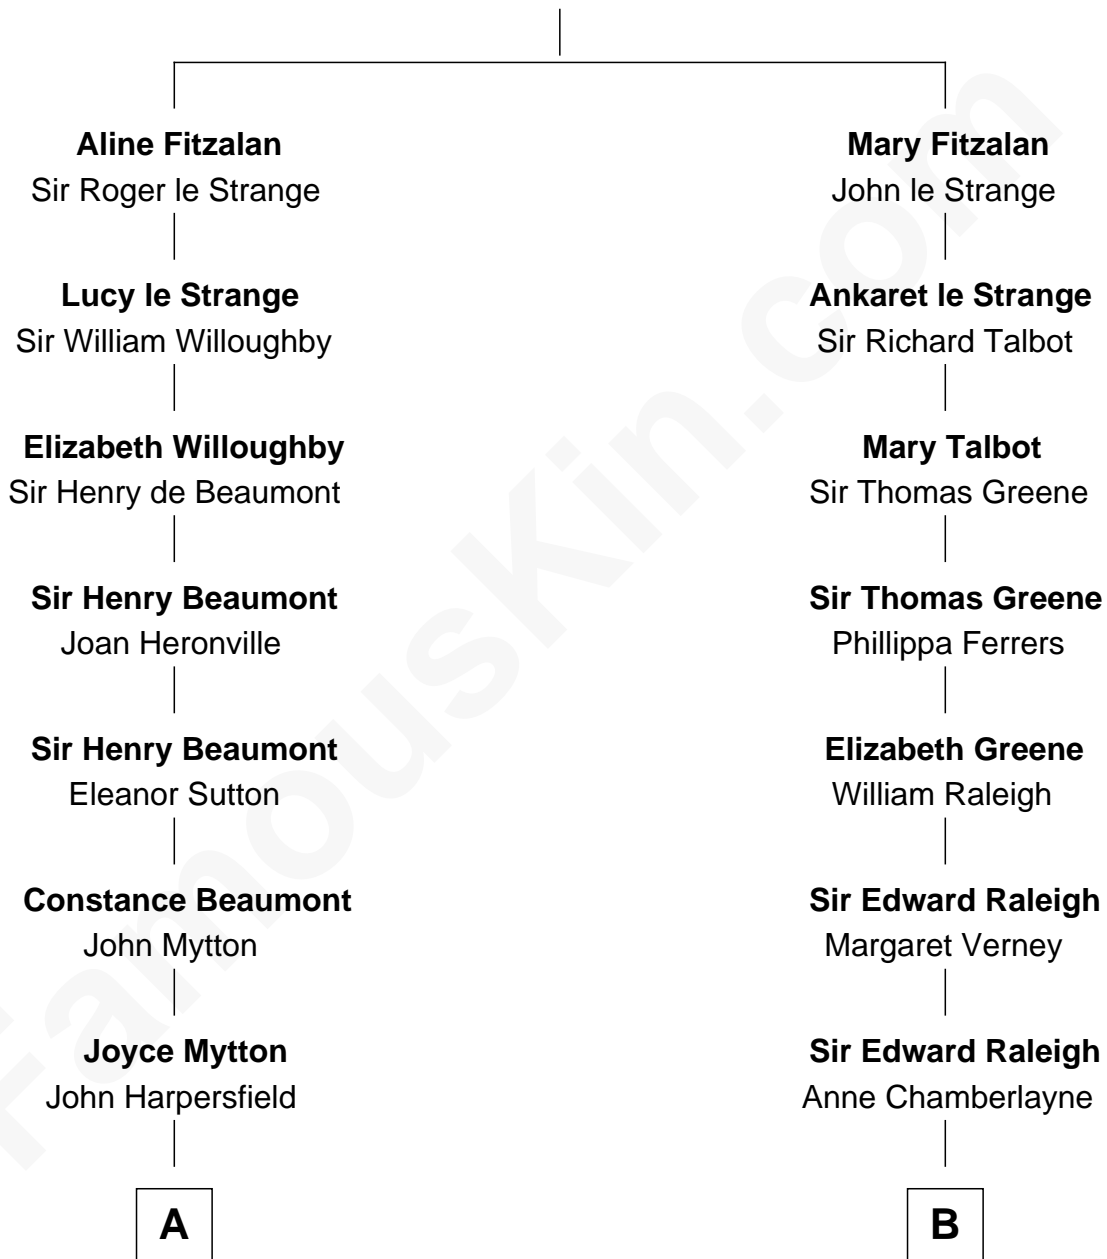 Aline Fitzalan
Sir Roger le Strange
Mary Fitzalan
John le Strange
Lucy le Strange
Sir William Willoughby
Ankaret le Strange
Sir Richard Talbot
Elizabeth Willoughby
Sir Henry de Beaumont
Mary Talbot
Sir Thomas Greene
Sir Henry Beaumont
Joan Heronville
Sir Thomas Greene
Phillippa Ferrers
Sir Henry Beaumont
Eleanor Sutton
Elizabeth Greene
William Raleigh
Constance Beaumont
John Mytton
Sir Edward Raleigh
Margaret Verney
Joyce Mytton
John Harpersfield
Sir Edward Raleigh
Anne Chamberlayne
A
B
FamousKin.com